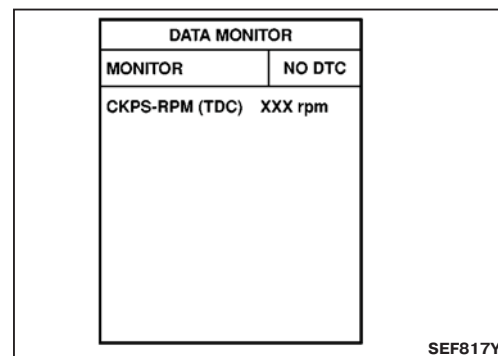 DATA MONITOR
MONITOR NO DTC
CKPS-RPM (TDC) XXX rpm
SEF817Y